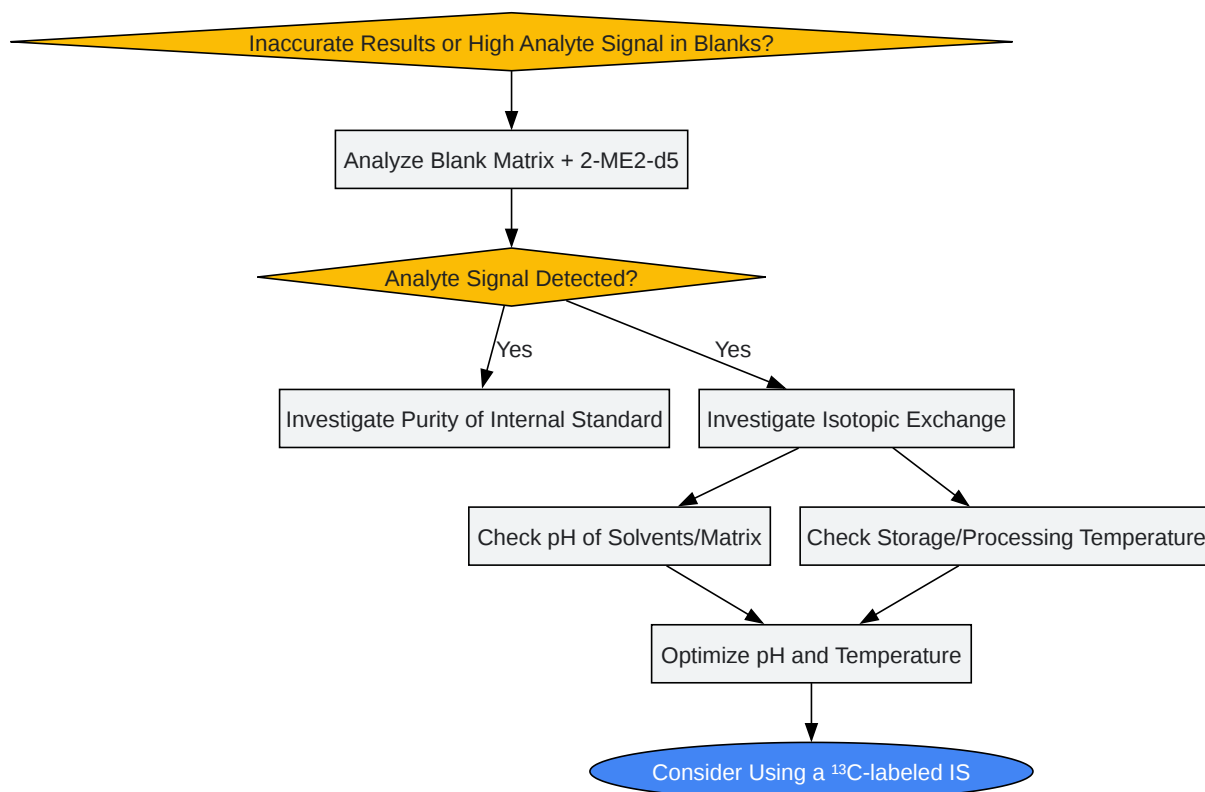 Inaccurate Results or High Analyte Signal in Blanks?
Analyze Blank Matrix + 2-ME2-d5
Analyte Signal Detected?
Yes
Yes
Investigate Purity of Internal Standard
Investigate Isotopic Exchange
Check pH of Solvents/Matrix
Check Storage/Processing Temperature
Optimize pH and Temperature
Consider Using a ¹³C-labeled IS